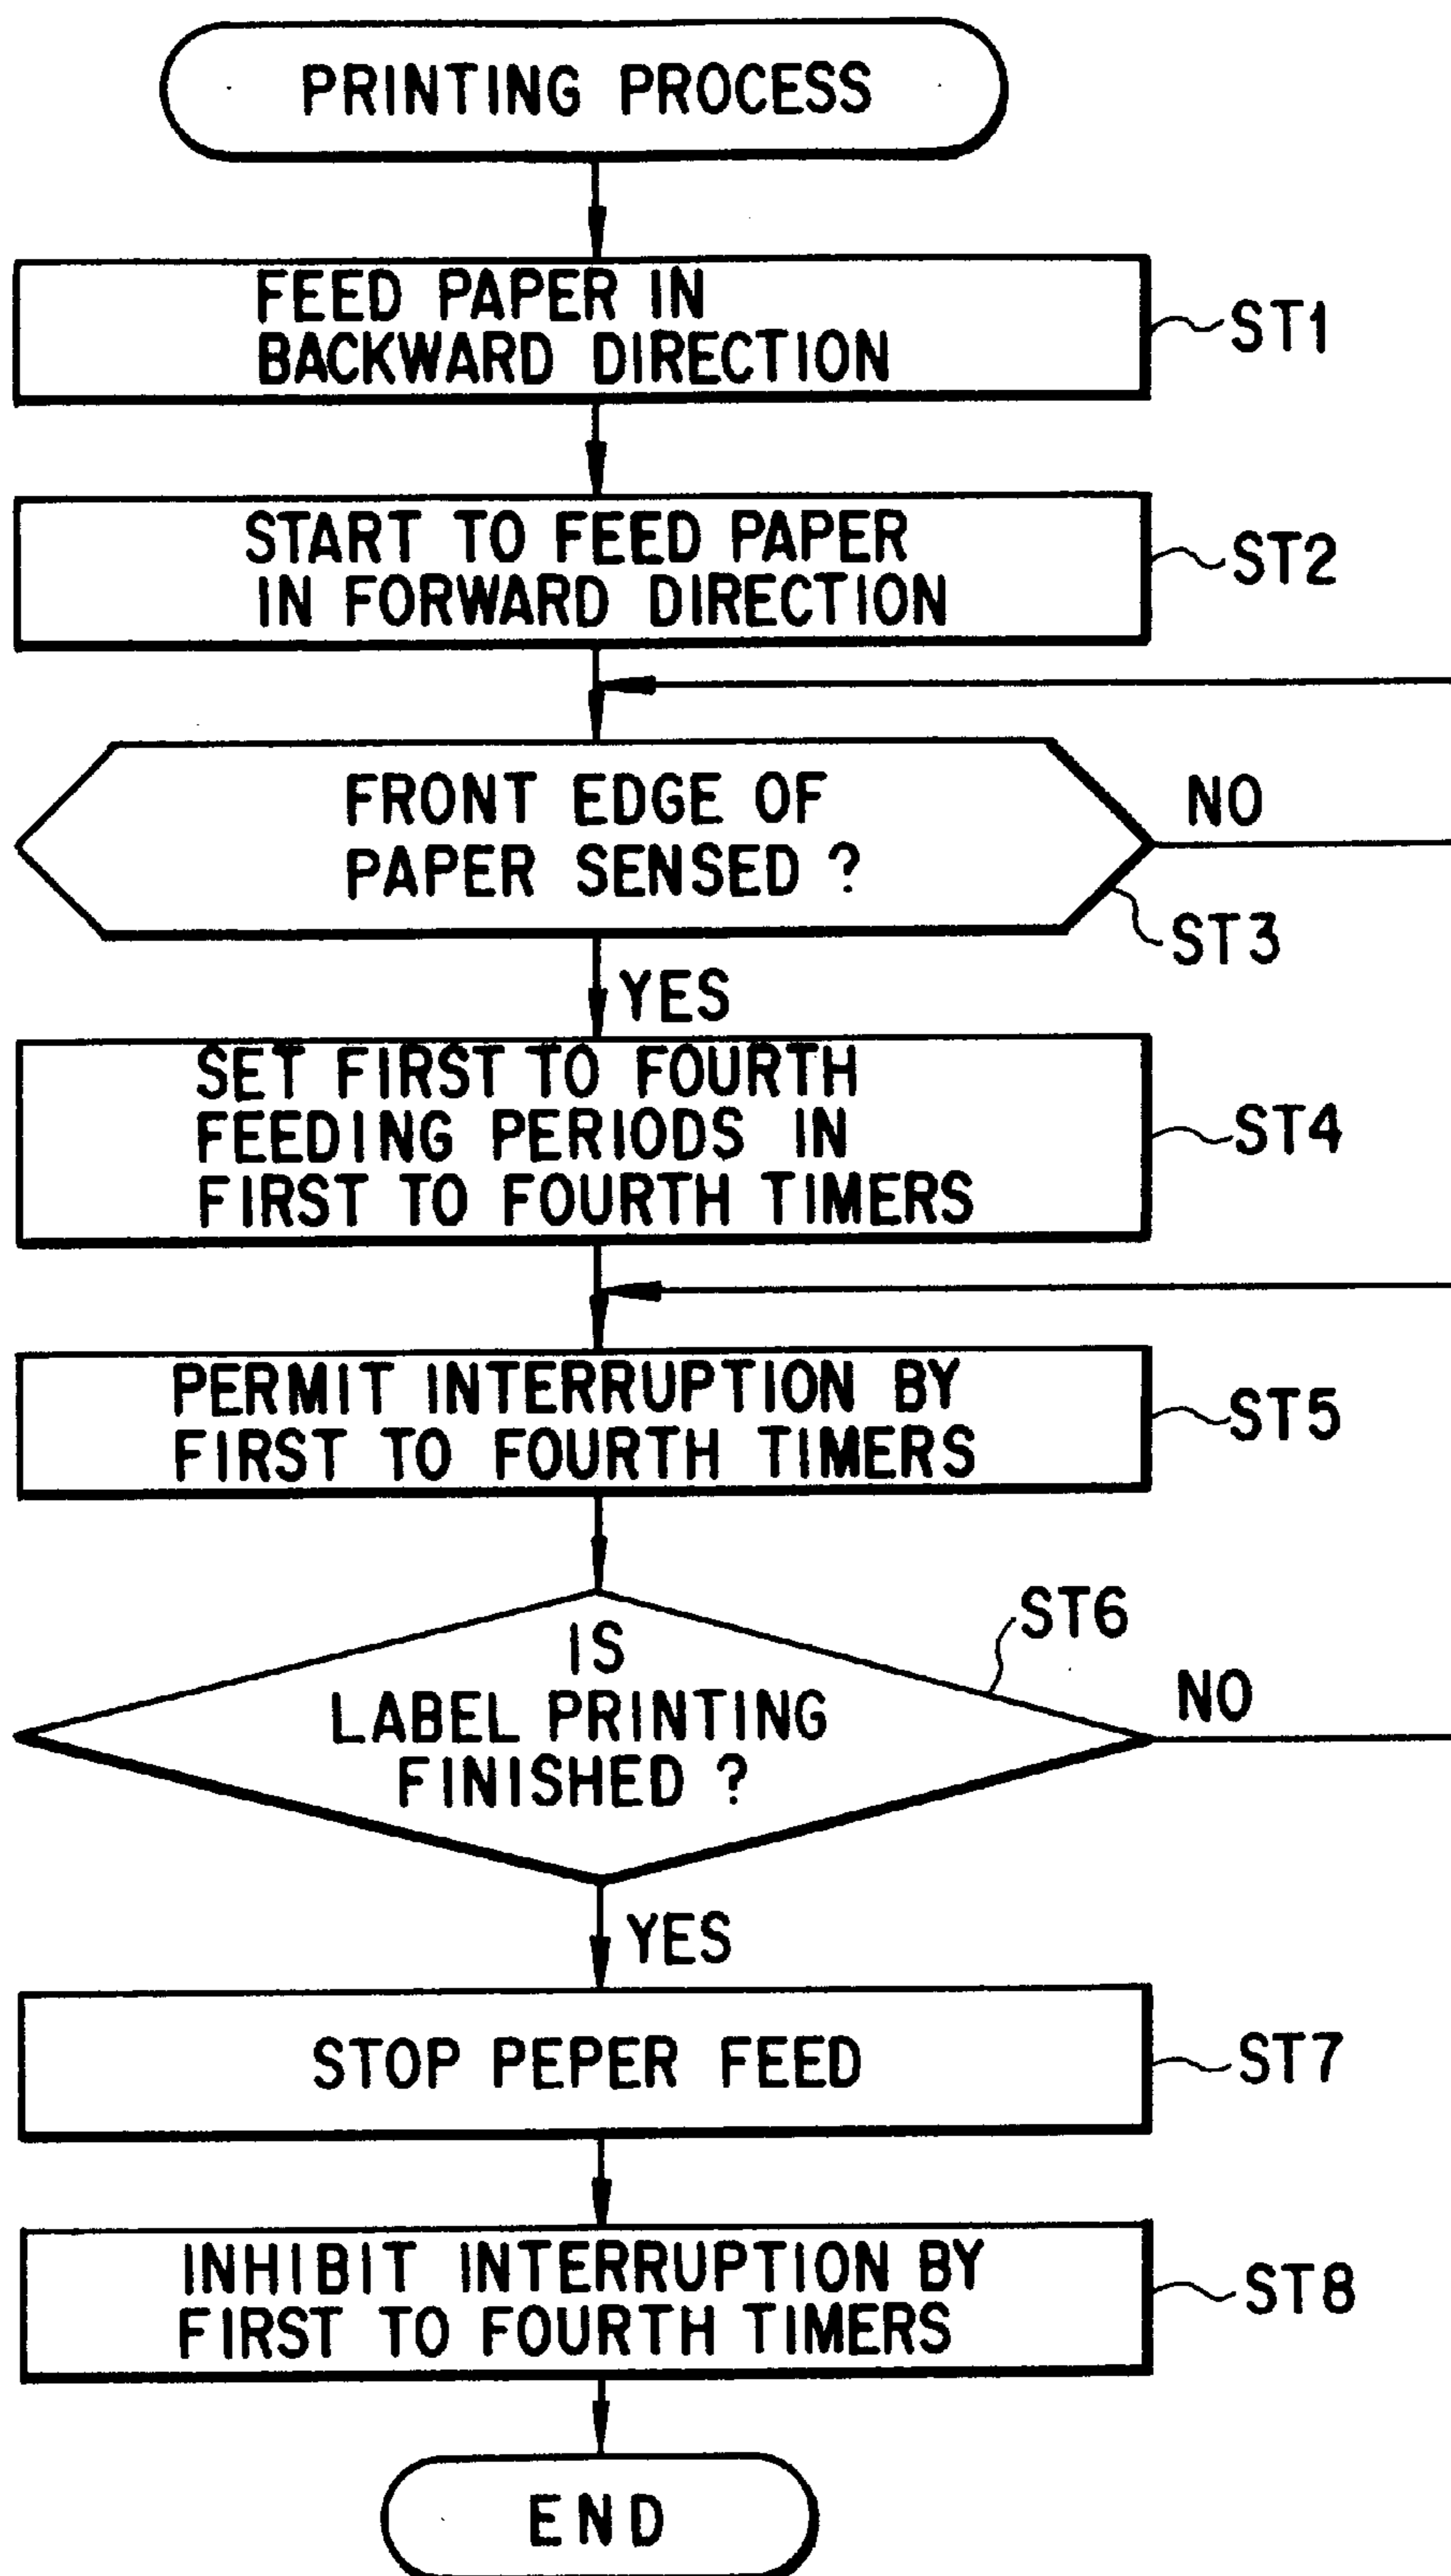 PRINTING PROCESS
FEED PAPER IN
BACKWARD DIRECTION
ST1
START TO FEED PAPER
IN FORWARD DIRECTION
ST2
FRONT EDGE OF
PAPER SENSED ?
NO
ST3
YES
SET FIRST TO FOURTH
FEEDING PERIODS IN
FIRST TO FOURTH TIMERS
ST4
PERMIT INTERRUPTION BY
FIRST TO FOURTH TIMERS
ST5
ST6
IS
LABEL PRINTING
FINISHED ?
NO
YES
STOP PEPER FEED
ST7
INHIBIT INTERRUPTION BY
FIRST TO FOURTH TIMERS
ST8
END